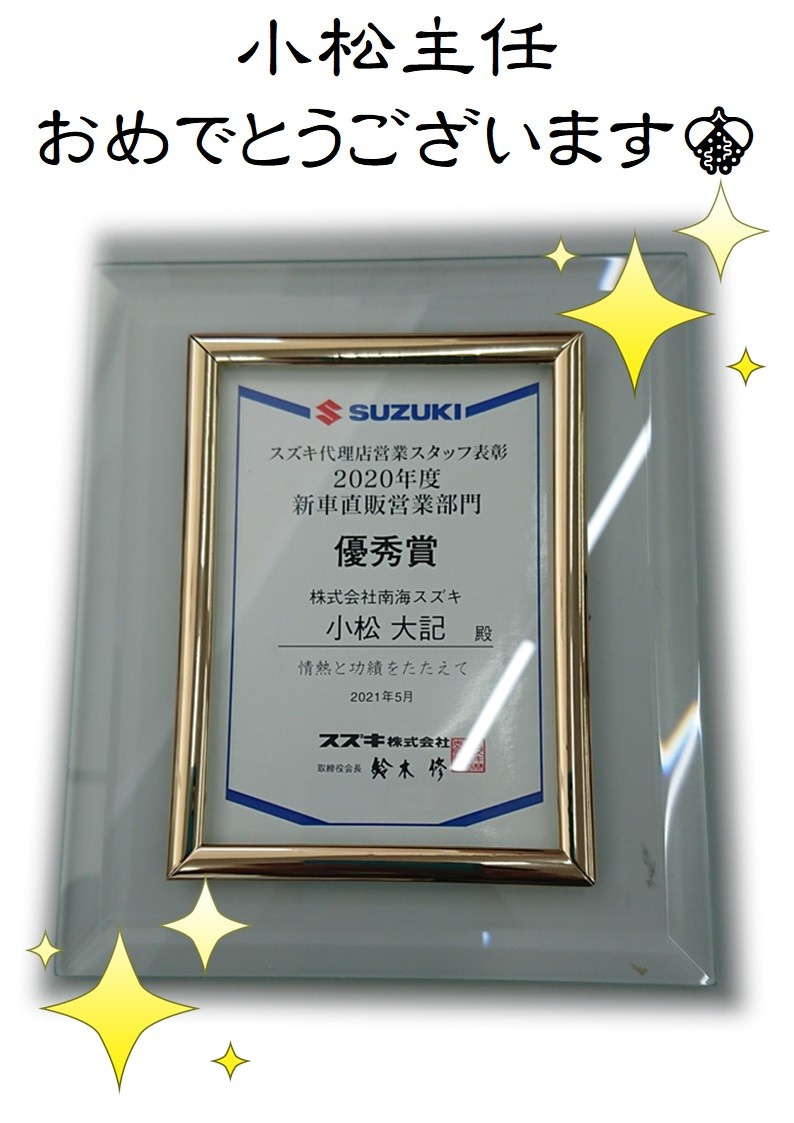 小松主任
おめでとうございます
SUZUKI
スズキ代理店営業スタッフ表彰
2020年度
新車直販営業部門
優秀賞
株式会社南海スズキ
小松 大記 殿
情熱と功績をたたえて
2021年5月
スズキ株式会社
取締役会長 鈴木 修